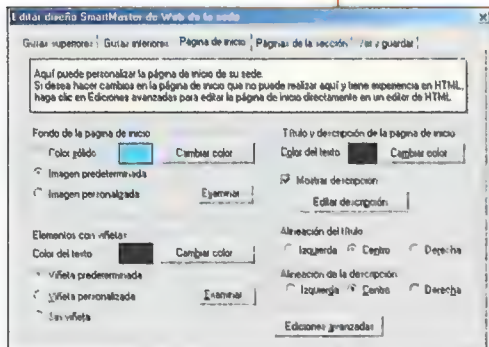 Editar diseño SmartMaster de Web de la sede
Guías superiores Guías inferiores Página de inicio Páginas de la sección Ver y guardar
Aquí puede personalizar la página de inicio de su sede.
Si desea hacer cambios en la página de inicio que no puede realizar aquí y tiene experiencia en HTML,
haga clic en Ediciones avanzadas para editar la página de inicio directamente en un editor de HTML
Fondo de la pagina de inicio
Color sólido Cambiar color
Imagen predeterminada
Imagen personalizada Examinar
Elementos con viñetas
Color del texto Cambiar color
Viñeta predeterminada
Viñeta personalizada Examinar
Sin viñeta
Título y descripción de la pagina de inicio
Color del texto Cambiar color
Mostrar descripción
Editar descripción
Alineación del título
Izquierda Centro Derecha
Alineación de la descripción
Izquierda Centro Derecha
Ediciones avanzadas